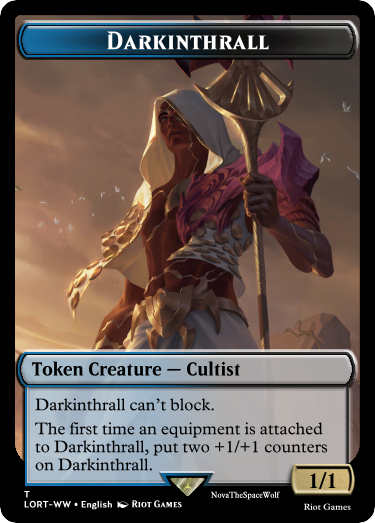 Darkinthrall
Token Creature — Cultist
Darkinthrall can't block.
The first time an equipment is attached
to Darkinthrall, put two +1/+1 counters
on Darkinthrall.
1/1
T
LORT-WW • English Riot Games
NovaTheSpaceWolf
Riot Games